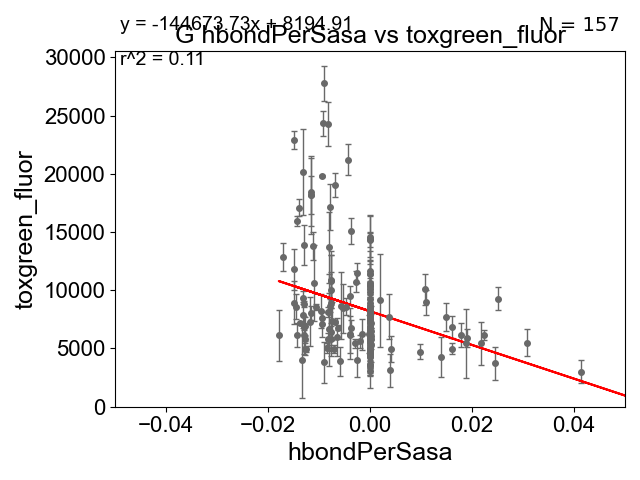 y = -144673.73x + 8194.91
N = 157
G hbondPerSasa vs toxgreen_fluor
r^2 = 0.11
30000
25000
20000
15000
10000
5000
0
toxgreen_fluor
−0.04
−0.02
0.00
0.02
0.04
hbondPerSasa